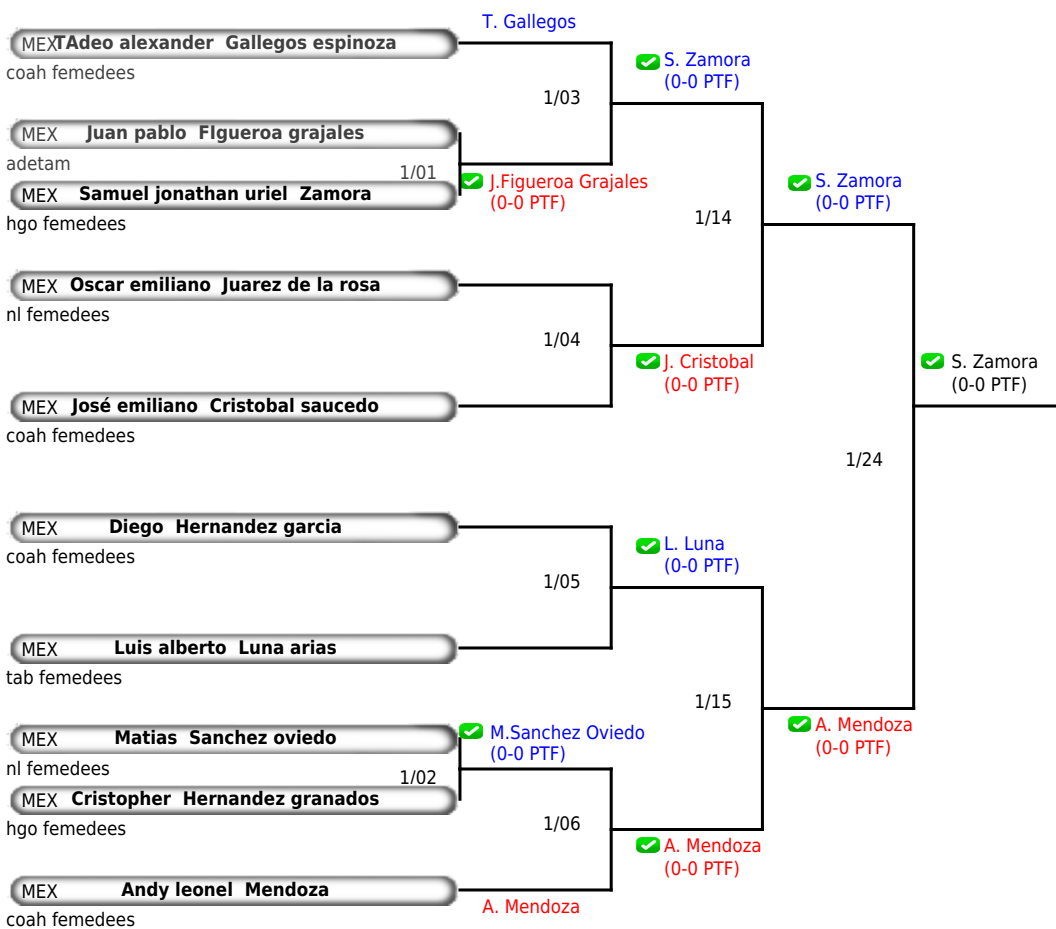 T. Gallegos
MEX TAdeo alexander Gallegos espinoza
coah femedees
S. Zamora
(0-0 PTF)
1/03
MEX Juan pablo FIgueroa grajales
adetam
1/01
J.Figueroa Grajales
(0-0 PTF)
MEX Samuel jonathan uriel Zamora
hgo femedees
S. Zamora
(0-0 PTF)
1/14
MEX Oscar emiliano Juarez de la rosa
nl femedees
1/04
J. Cristobal
(0-0 PTF)
S. Zamora
(0-0 PTF)
MEX José emiliano Cristobal saucedo
coah femedees
1/24
MEX Diego Hernandez garcia
coah femedees
L. Luna
(0-0 PTF)
1/05
MEX Luis alberto Luna arias
tab femedees
1/15
A. Mendoza
(0-0 PTF)
MEX Matias Sanchez oviedo
M.Sanchez Oviedo
(0-0 PTF)
nl femedees
1/02
MEX Cristopher Hernandez granados
hgo femedees
1/06
A. Mendoza
(0-0 PTF)
MEX Andy leonel Mendoza
A. Mendoza
coah femedees